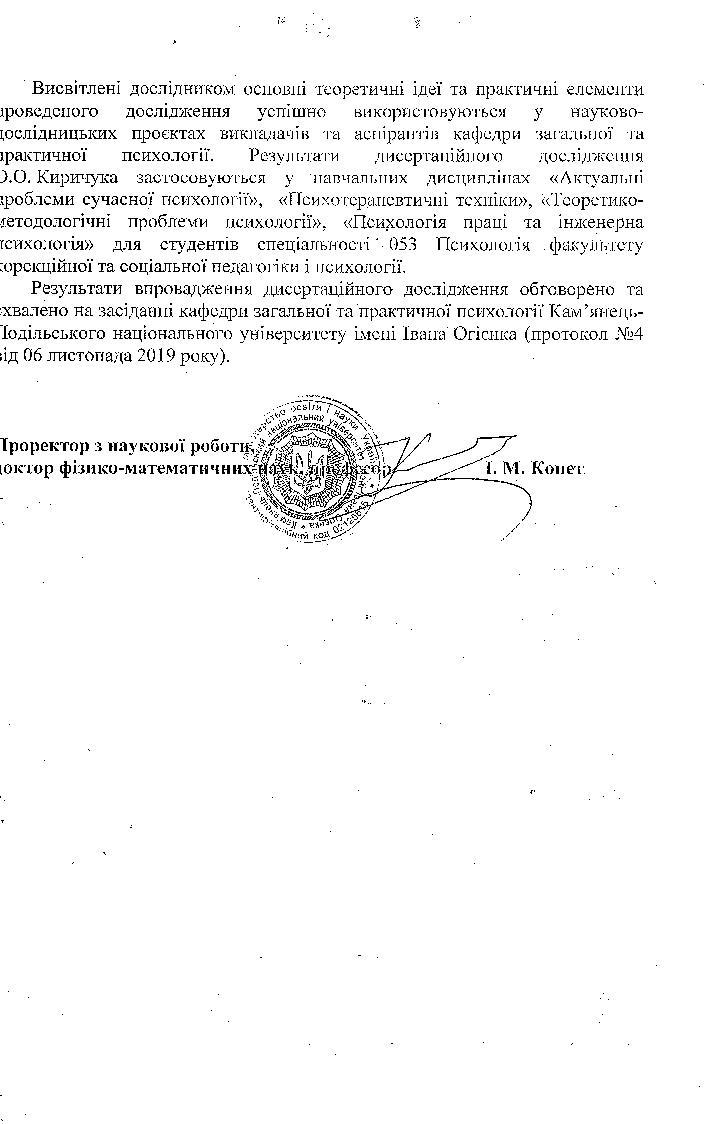 Висвітлені дослідником основні теоретичні ідеї та практичні елементи
проведеного дослідження успішно використовуються у науково-
дослідницьких проєктах викладачів та аспірантів кафедри загальної та
практичної психології. Результати дисертаційного дослідження
О.О. Киричука застосовуються у навчальних дисциплінах «Актуальні
проблеми сучасної психології», «Психотерапевтичні техніки», «Теоретико-
методологічні проблеми психології», «Психологія праці та інженерна
психологія» для студентів спеціальності 053 Психологія факультету
корекційної та соціальної педагогіки і психології.
Результати впровадження дисертаційного дослідження обговорено та
схвалено на засіданні кафедри загальної та практичної психології Кам’янець-
Подільського національного університету імені Івана Огієнка (протокол №4
від 06 листопада 2019 року).
Проректор з наукової роботи,
доктор фізико-математичних наук, професор
І. М. Конет